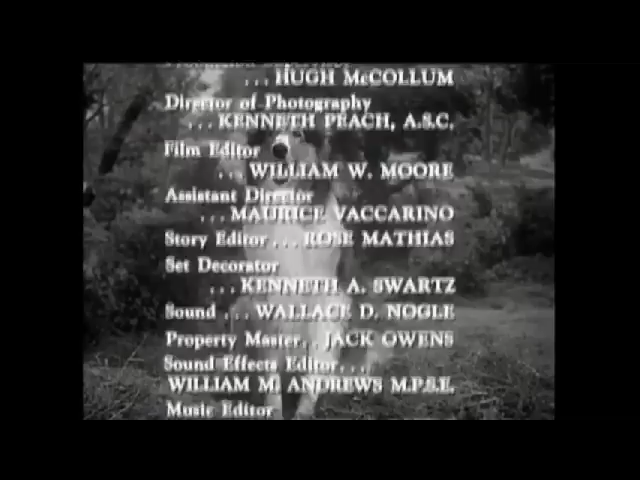 ...HUGH McCOLLUM
Director of Photography
...KENNETH PEACH, A.S.C.
Film Editor
...WILLIAM W. MOORE
Assistant Director
...MAURICE VACCARINO
Story Editor...ROSE MATHIAS
Set Decorator
...KENNETH A. SWARTZ
Sound...WALLACE D. NOGLE
Property Master..JACK OWENS
Sound Effects Editor...
WILLIAM M. ANDREWS M.P.S.E.
Music Editor